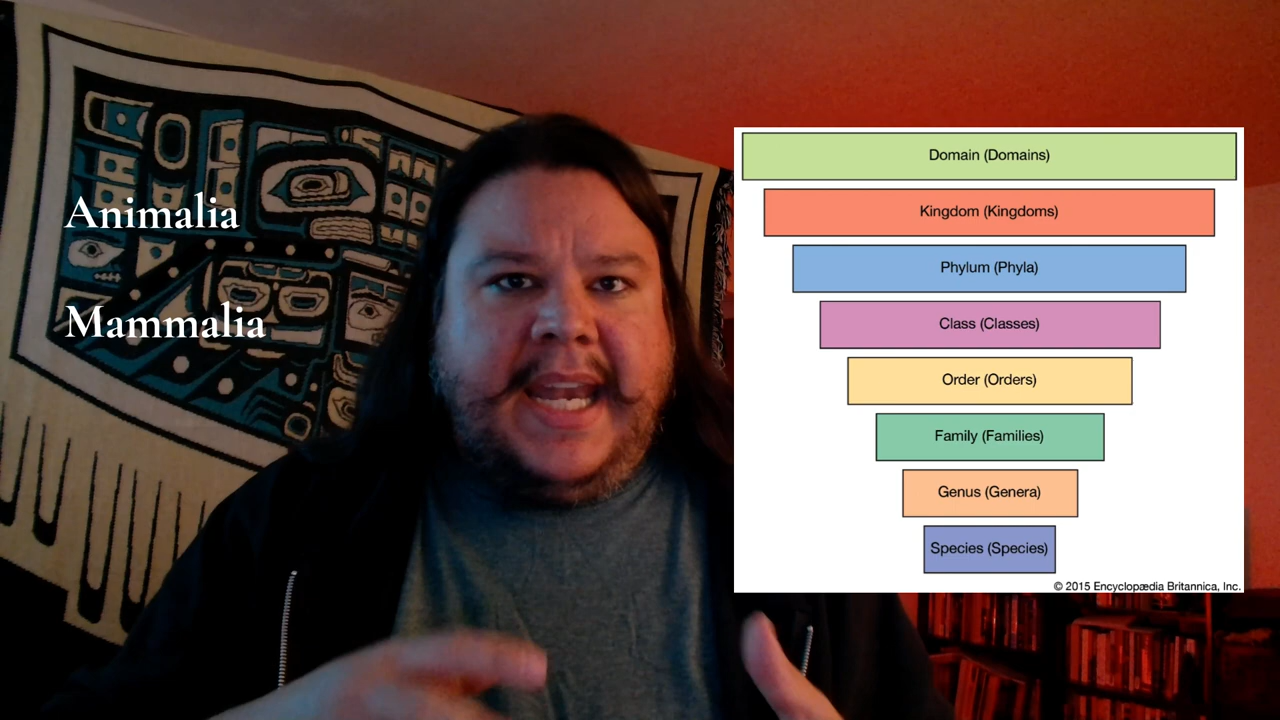 Animalia
Mammalia
Domain (Domains)
Kingdom (Kingdoms)
Phylum (Phyla)
Class (Classes)
Order (Orders)
Family (Families)
Genus (Genera)
Species (Species)
© 2015 Encyclopædia Britannica, Inc.